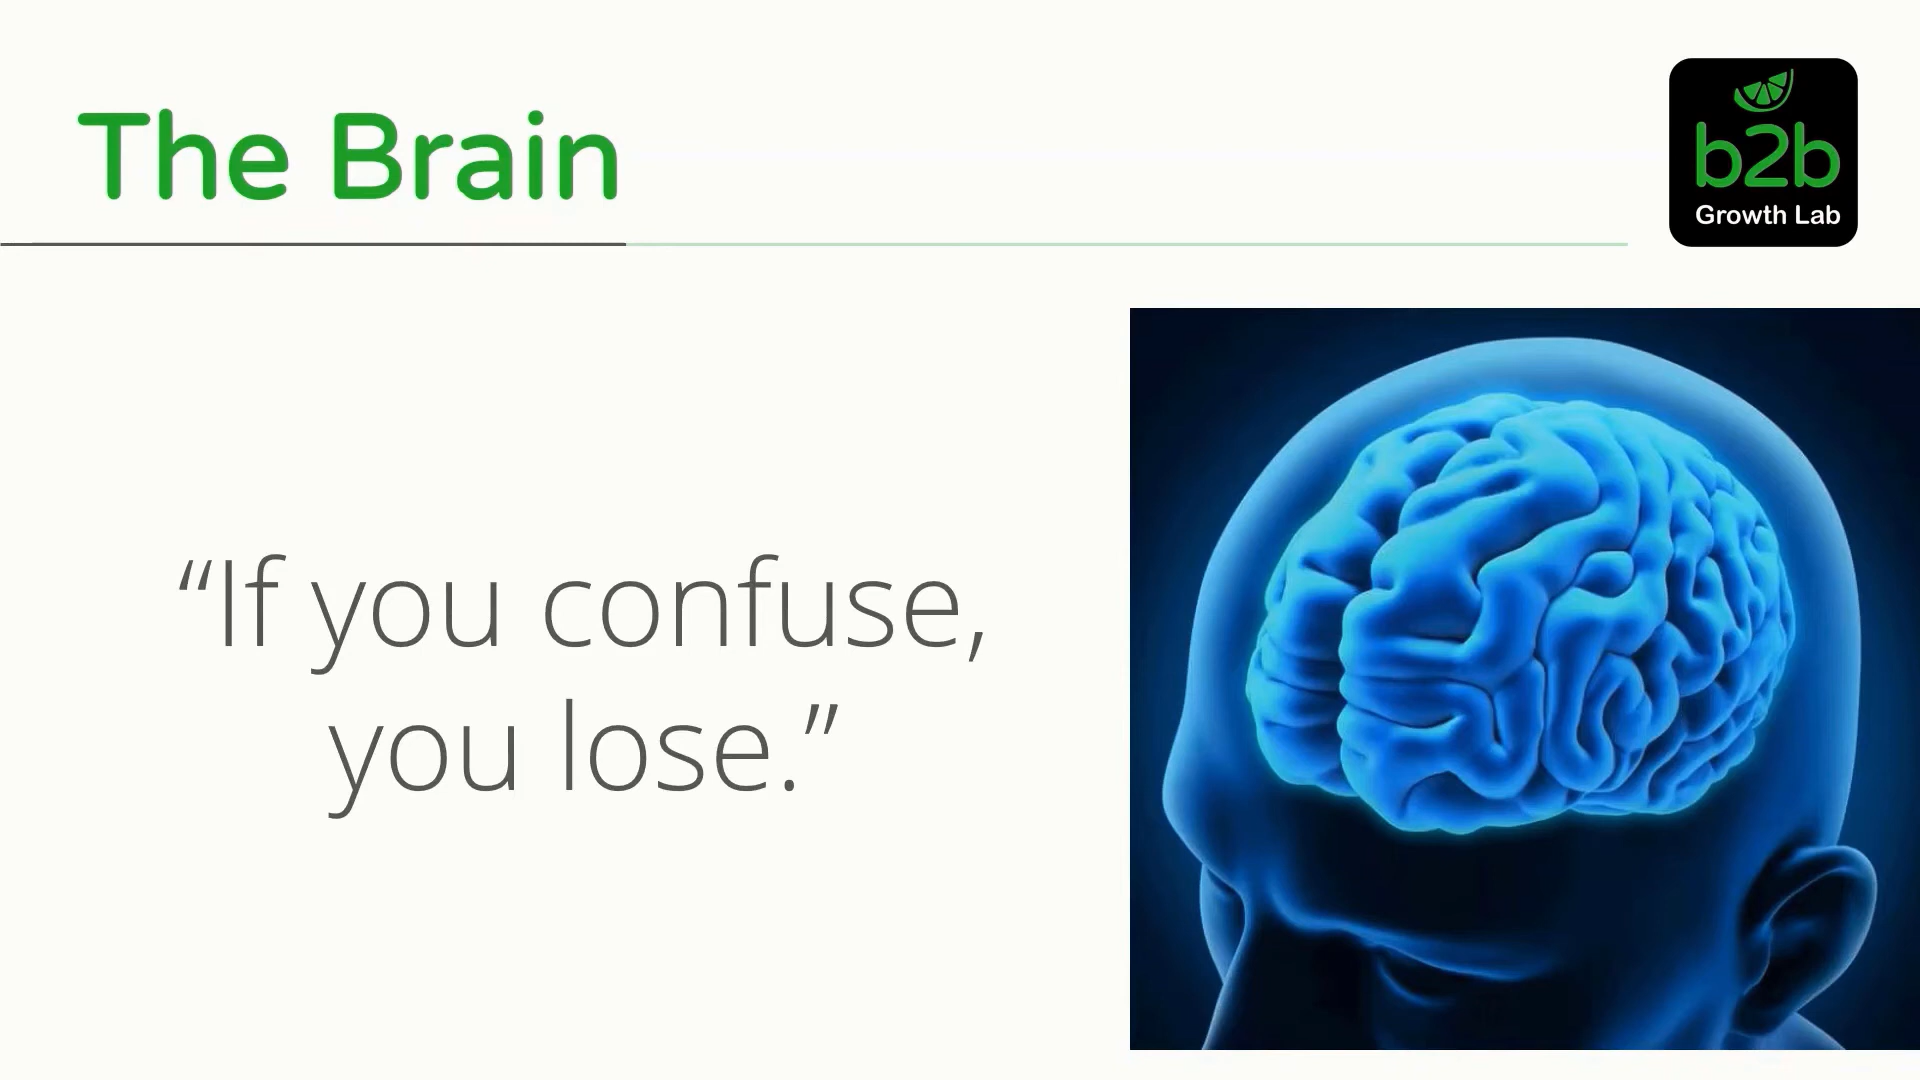 The Brain
b2b
Growth Lab
“If you confuse,
you lose.”